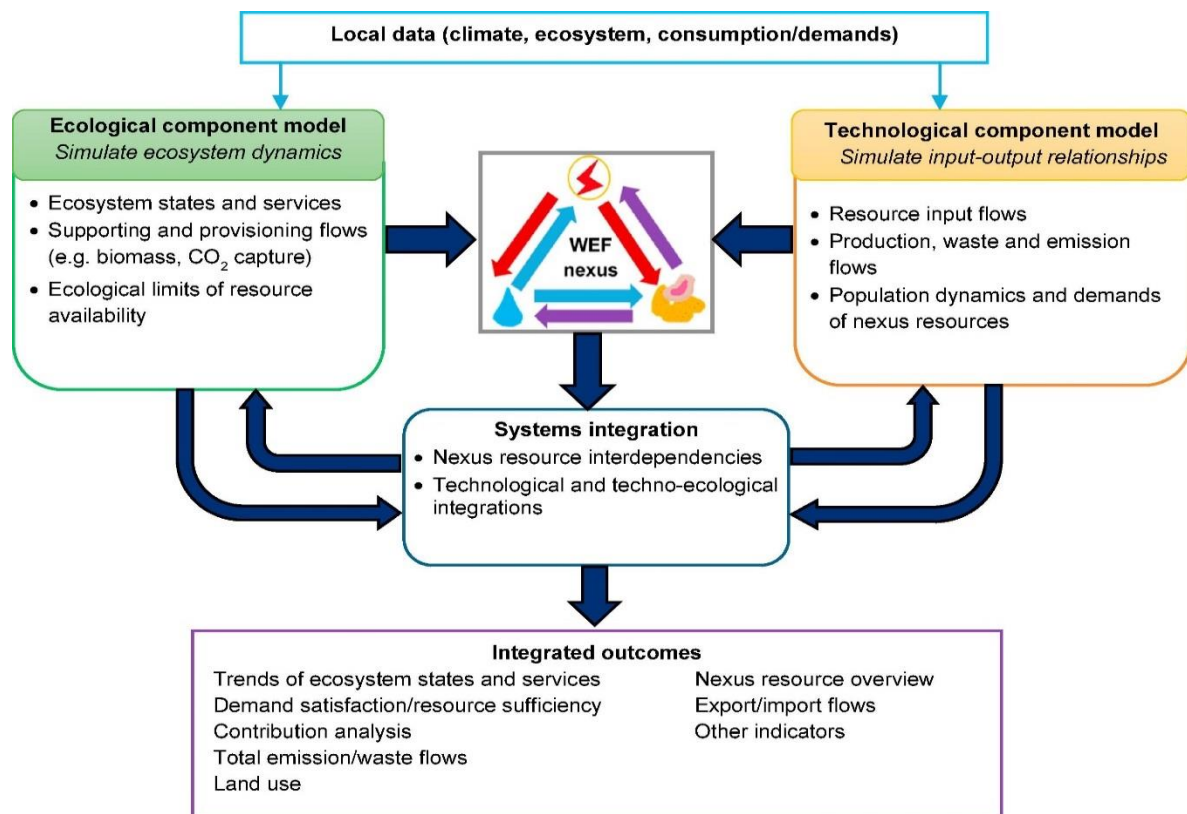 Local data (climate, ecosystem, consumption/demands)
Ecological component model
Simulate ecosystem dynamics
• Ecosystem states and services
• Supporting and provisioning flows
(e.g. biomass, CO₂ capture)
• Ecological limits of resource
availability
WEF
nexus
Technological component model
Simulate input-output relationships
• Resource input flows
• Production, waste and emission
flows
• Population dynamics and demands
of nexus resources
Systems integration
• Nexus resource interdependencies
• Technological and techno-ecological
integrations
Integrated outcomes
Trends of ecosystem states and services
Demand satisfaction/resource sufficiency
Contribution analysis
Total emission/waste flows
Land use
Nexus resource overview
Export/import flows
Other indicators